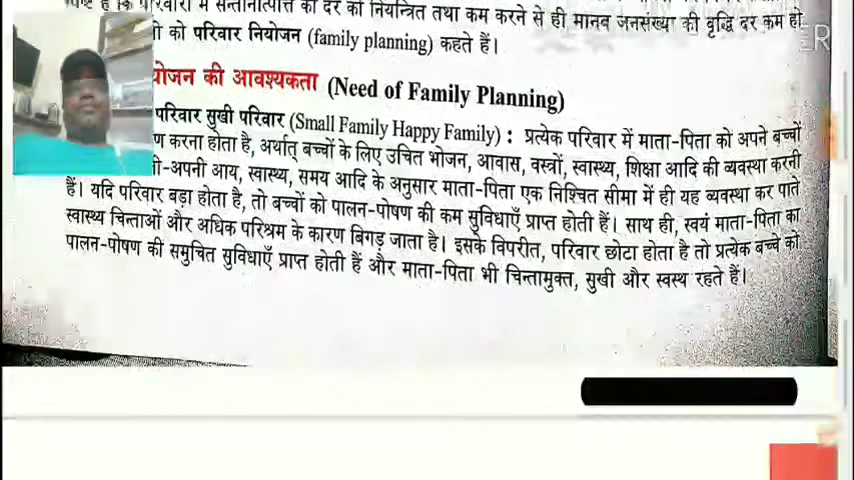 कि परिवारों में सन्तानोत्पत्ति की दर को नियन्त्रित तथा कम करने से ही मानव जनसंख्या की वृद्धि दर कम हो
को परिवार नियोजन (family planning) कहते हैं।
ER
योजन की आवश्यकता (Need of Family Planning)
परिवार सुखी परिवार (Small Family Happy Family) : प्रत्येक परिवार में माता-पिता को अपने बच्चों
करना होता है, अर्थात् बच्चों के लिए उचित भोजन, आवास, वस्त्रों, स्वास्थ्य, शिक्षा आदि की व्यवस्था करनी
-अपनी आय, स्वास्थ्य, समय आदि के अनुसार माता-पिता एक निश्चित सीमा में ही यह व्यवस्था कर पाते
हैं। यदि परिवार बड़ा होता है, तो बच्चों को पालन-पोषण की कम सुविधाएँ प्राप्त होती हैं। साथ ही, स्वयं माता-पिता का
स्वास्थ्य चिन्ताओं और अधिक परिश्रम के कारण बिगड़ जाता है। इसके विपरीत, परिवार छोटा होता है तो प्रत्येक बच्चे को
पालन-पोषण की समुचित सुविधाएँ प्राप्त होती हैं और माता-पिता भी चिन्तामुक्त, सुखी और स्वस्थ रहते हैं।